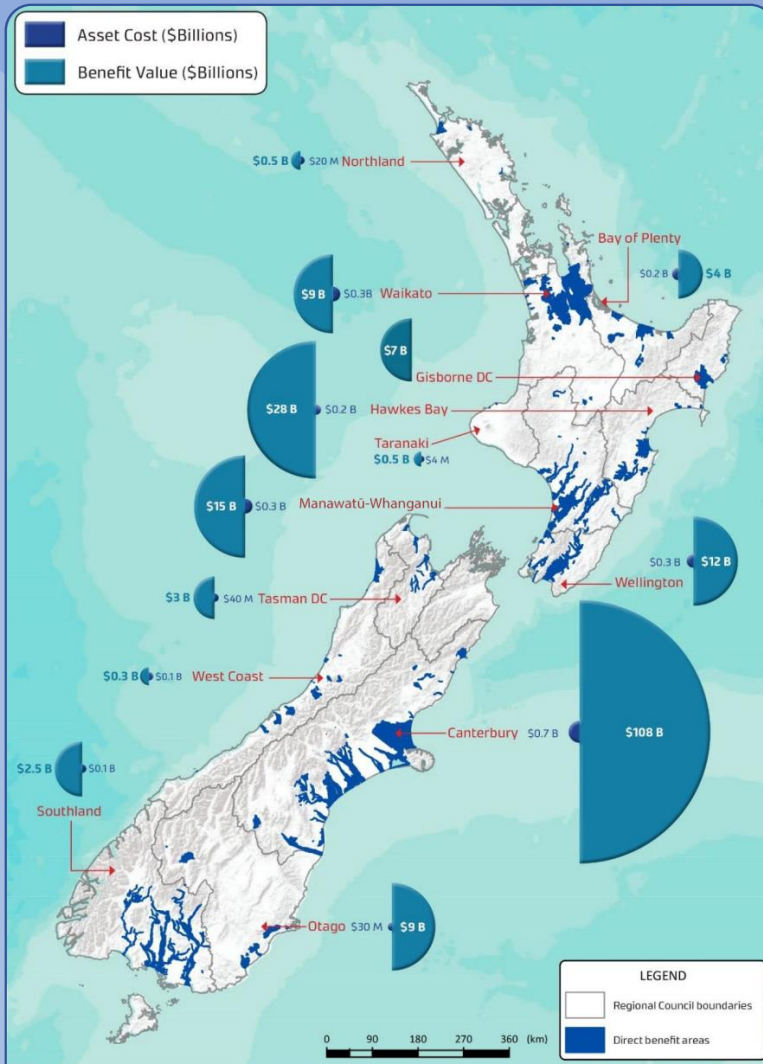 Asset Cost ($Billions)
Benefit Value ($Billions)
$0.5 B $20 M Northland
Bay of Plenty
$0.2 B $4 B
$9 B $0.3B Waikato
$7 B
Gisborne DC
$28 B $0.2 B
Hawkes Bay
Taranaki
$0.5 B $4 M
$15 B $0.3 B Manawatū-Whanganui
$0.3 B $12 B
Wellington
$3 B $40 M Tasman DC
$0.3 B $0.1 B West Coast
Canterbury $0.7 B $108 B
$2.5 B $0.1 B
Southland
Otago $30 M $9 B
LEGEND
Regional Council boundaries
Direct benefit areas
0 90 180 270 360 (km)